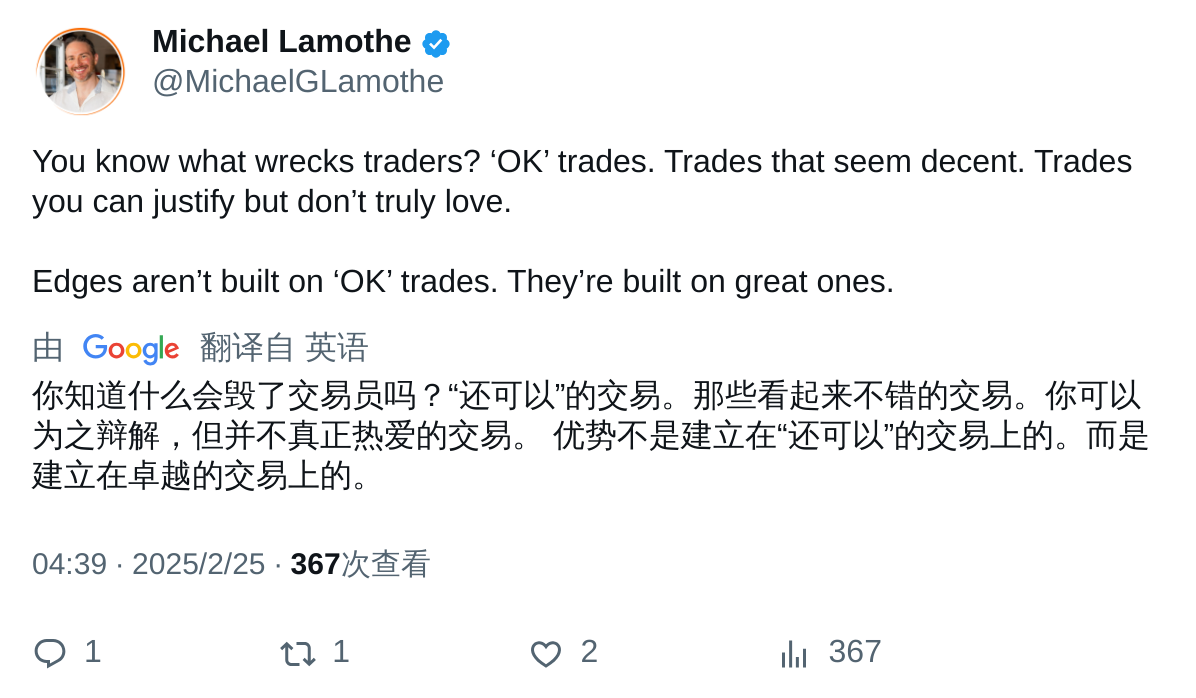 Michael Lamothe
@MichaelGLamothe
You know what wrecks traders? ‘OK’ trades. Trades that seem decent. Trades
you can justify but don’t truly love.
Edges aren’t built on ‘OK’ trades. They’re built on great ones.
由 Google 翻译自 英语
你知道什么会毁了交易员吗？“还可以”的交易。那些看起来不错的交易。你可以
为之辩解，但并不真正热爱的交易。 优势不是建立在“还可以”的交易上的。而是
建立在卓越的交易上的。
04:39 · 2025/2/25 · 367次查看
1 1 2 367